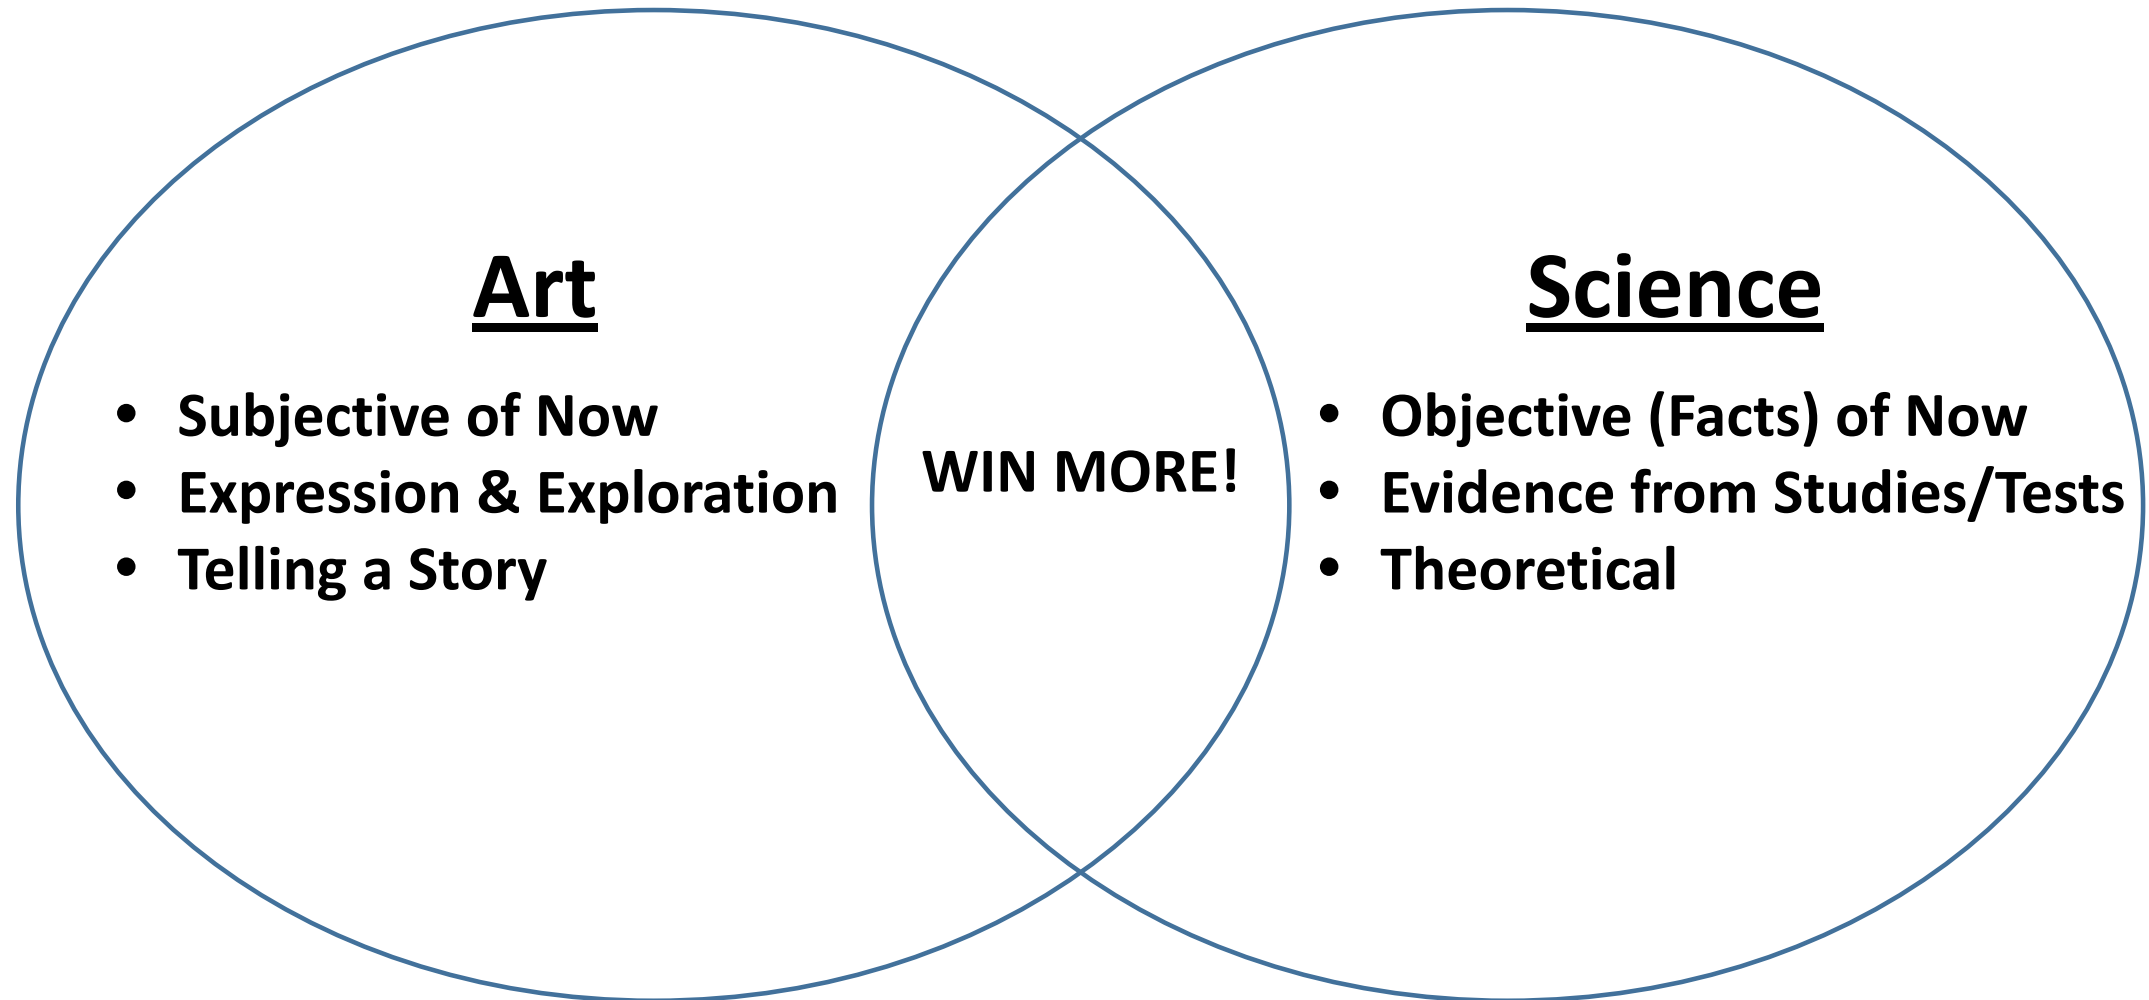 Art
• Subjective of Now
• Expression & Exploration
• Telling a Story
WIN MORE!
Science
• Objective (Facts) of Now
• Evidence from Studies/Tests
• Theoretical